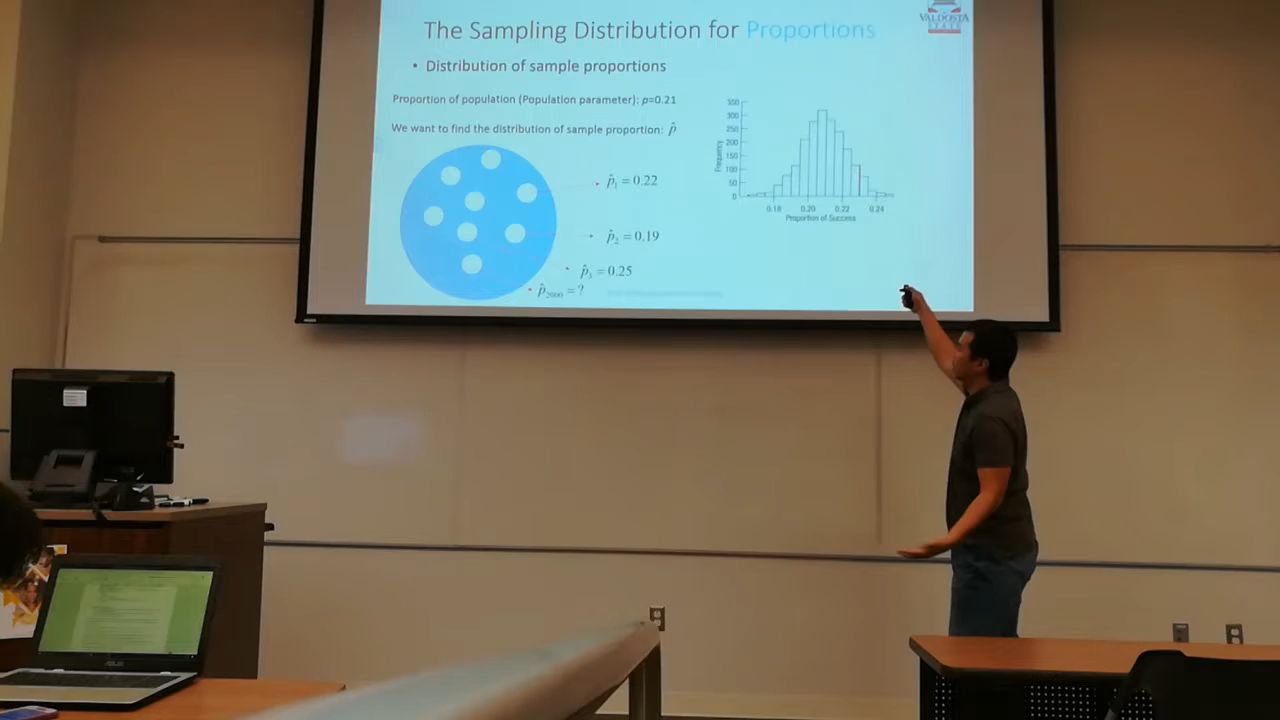 The Sampling Distribution for Proportions
VALDOSTA
STATE
• Distribution of sample proportions
Proportion of population (Population parameter): p=0.21
We want to find the distribution of sample proportion: p̂
p̂₁ = 0.22
p̂₂ = 0.19
p̂₃ = 0.25
p̂₂₀₀₀ = ?
Frequency
350
300
250
200
150
100
50
0
0.18 0.20 0.22 0.24
Proportion of Success
ASUS